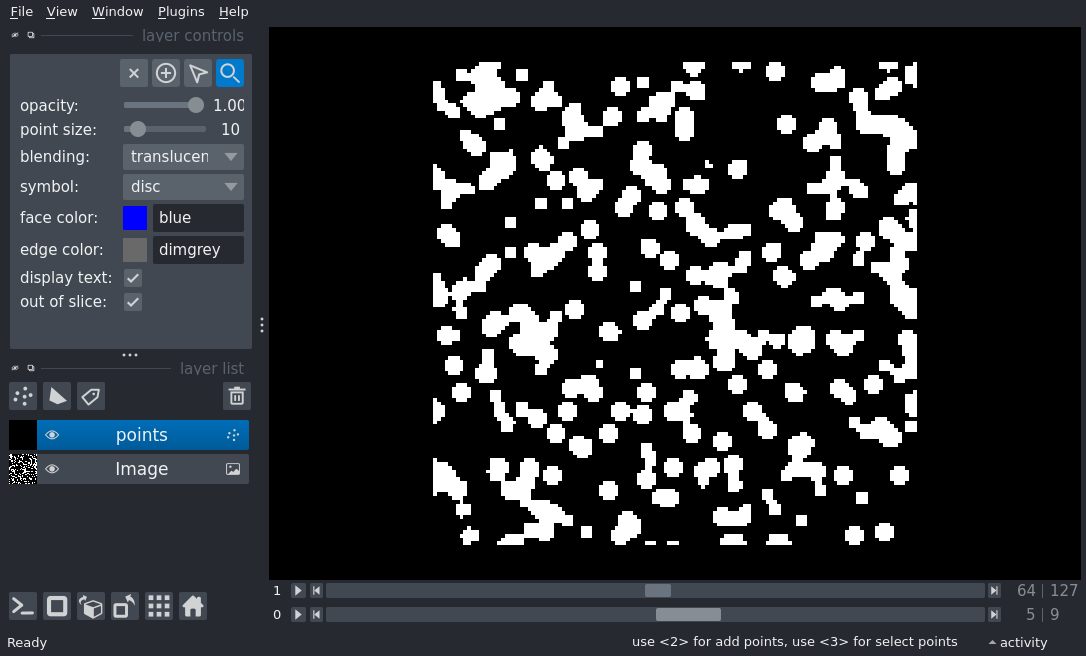 File View Window Plugins Help
layer controls
opacity: 1.00
point size: 10
blending: translucen
symbol: disc
face color: blue
edge color: dimgrey
display text:
out of slice:
layer list
points
Image
1 64 | 127
0 5 | 9
Ready use <2> for add points, use <3> for select points activity